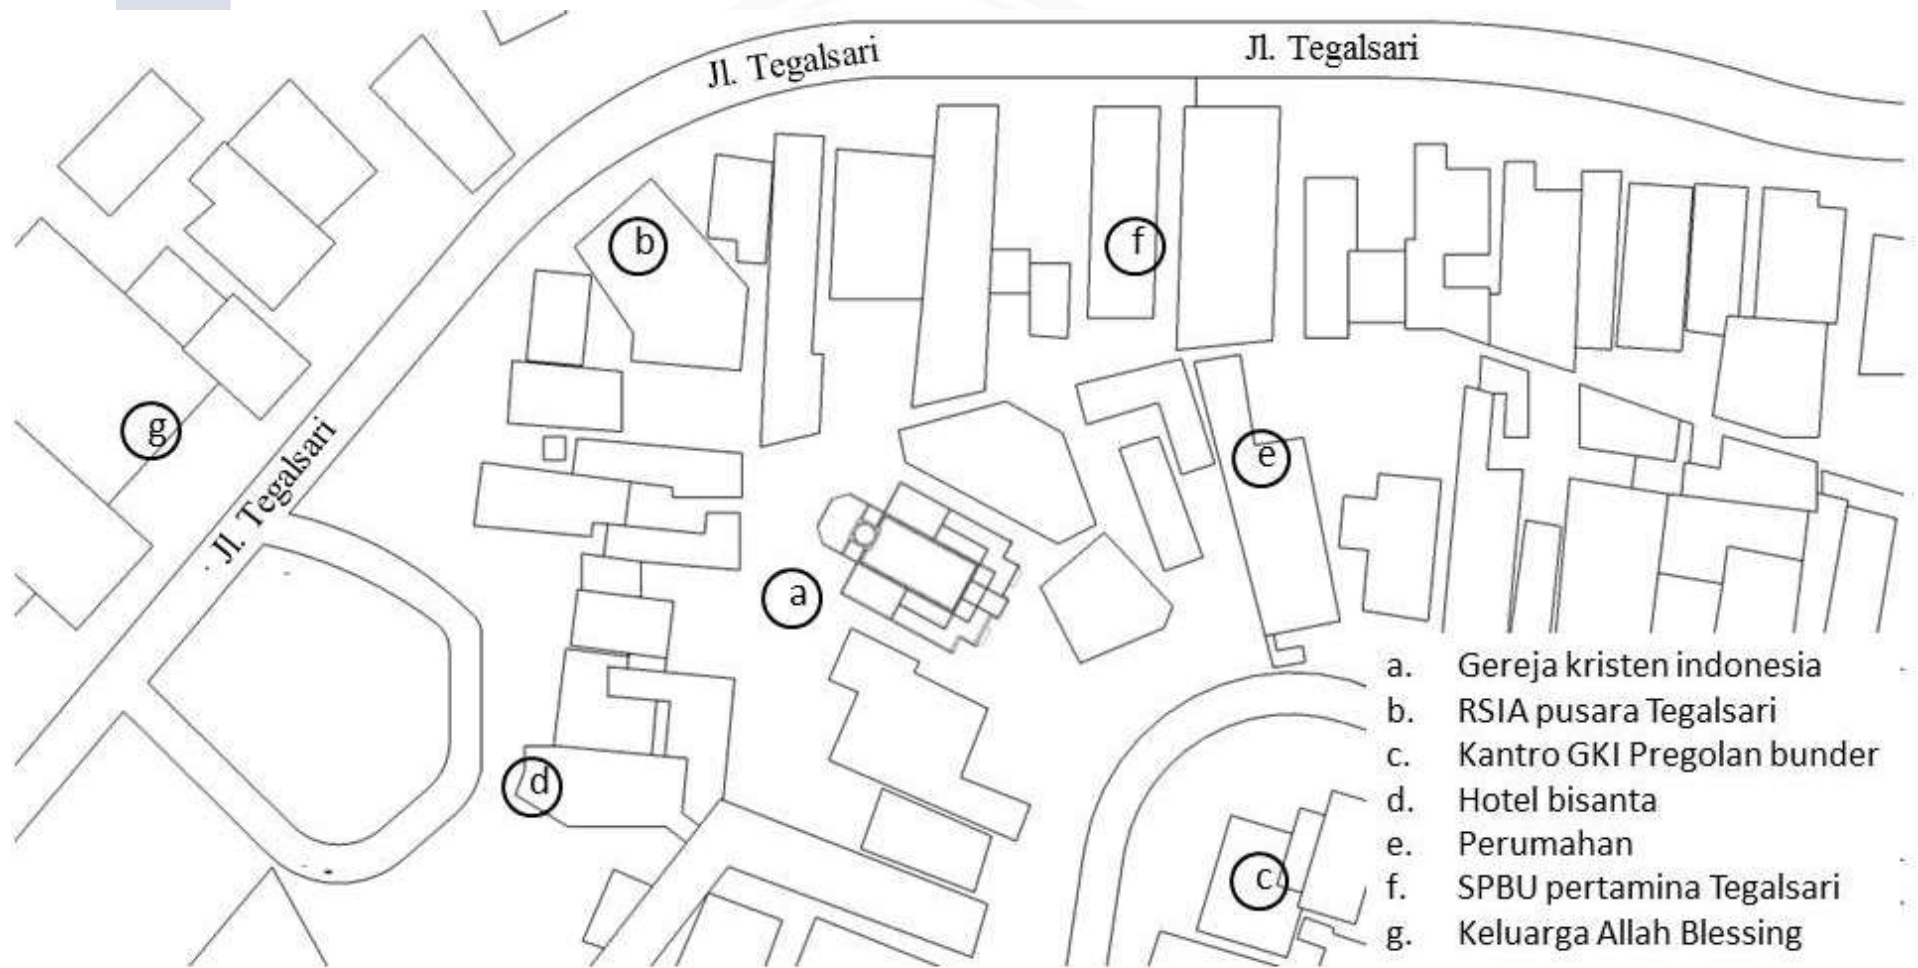 Jl. Tegalsari
Jl. Tegalsari
b
f
g
Jl. Tegalsari
e
a
d
c
a. Gereja kristen indonesia
b. RSIA pusara Tegalsari
c. Kantro GKI Pregolan bunder
d. Hotel bisanta
e. Perumahan
f. SPBU pertamina Tegalsari
g. Keluarga Allah Blessing